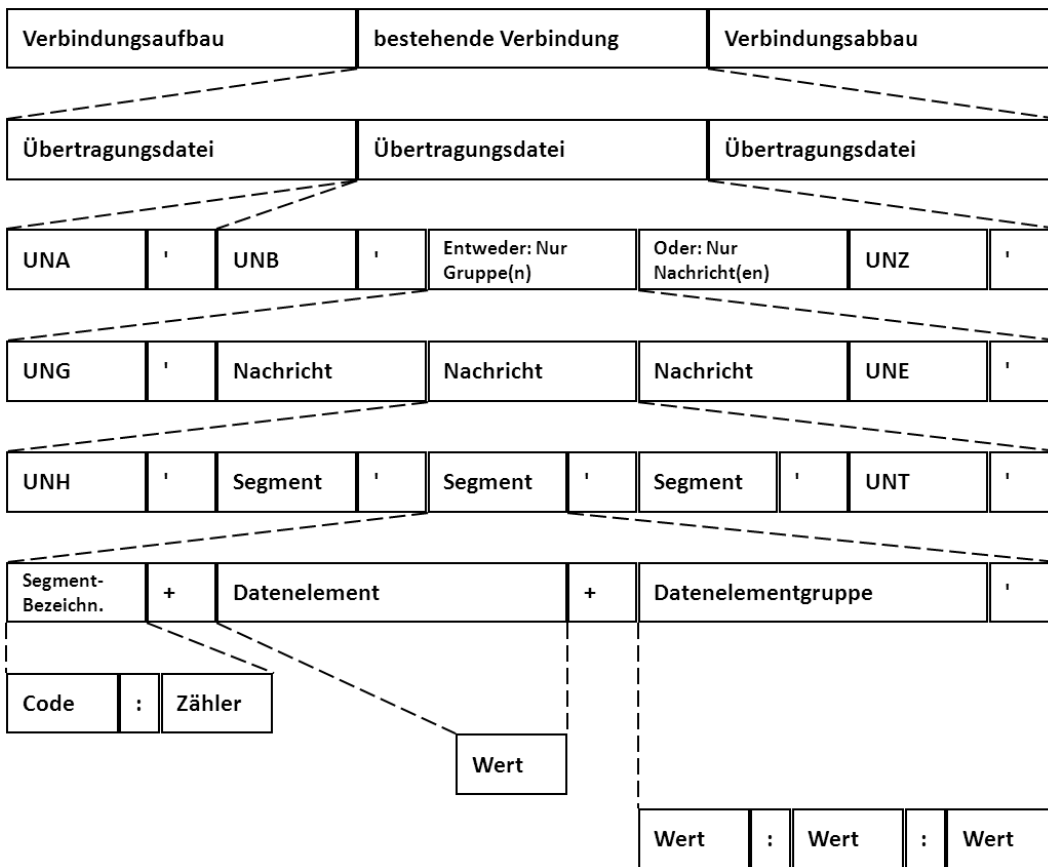 Verbindungsaufbau bestehende Verbindung Verbindungsabbau
Übertragungsdatei Übertragungsdatei Übertragungsdatei
UNA ' UNB ' Entweder: Nur Gruppe(n) Oder: Nur Nachricht(en) UNZ '
UNG ' Nachricht Nachricht Nachricht UNE '
UNH ' Segment ' Segment ' Segment ' UNT '
Segment-Bezeichn. + Datenelement + Datenelementgruppe '
Code : Zähler
Wert
Wert : Wert : Wert